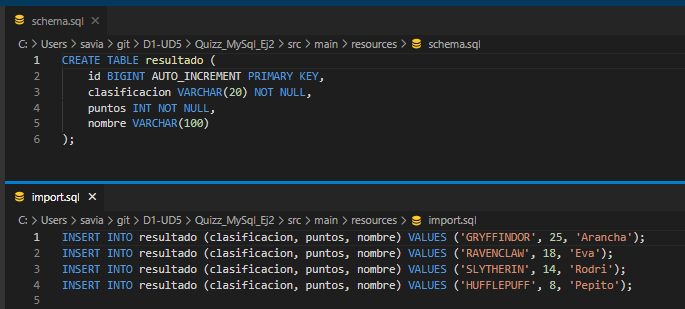 schema.sql
C: > Users > savia > git > D1-UD5 > Quizz_MySql_Ej2 > src > main > resources > schema.sql
1 CREATE TABLE resultado (
2     id BIGINT AUTO_INCREMENT PRIMARY KEY,
3     clasificacion VARCHAR(20) NOT NULL,
4     puntos INT NOT NULL,
5     nombre VARCHAR(100)
6 );
import.sql
C: > Users > savia > git > D1-UD5 > Quizz_MySql_Ej2 > src > main > resources > import.sql
1 INSERT INTO resultado (clasificacion, puntos, nombre) VALUES ('GRYFFINDOR', 25, 'Arancha');
2 INSERT INTO resultado (clasificacion, puntos, nombre) VALUES ('RAVENCLAW', 18, 'Eva');
3 INSERT INTO resultado (clasificacion, puntos, nombre) VALUES ('SLYTHERIN', 14, 'Rodri');
4 INSERT INTO resultado (clasificacion, puntos, nombre) VALUES ('HUFFLEPUFF', 8, 'Pepito');
5